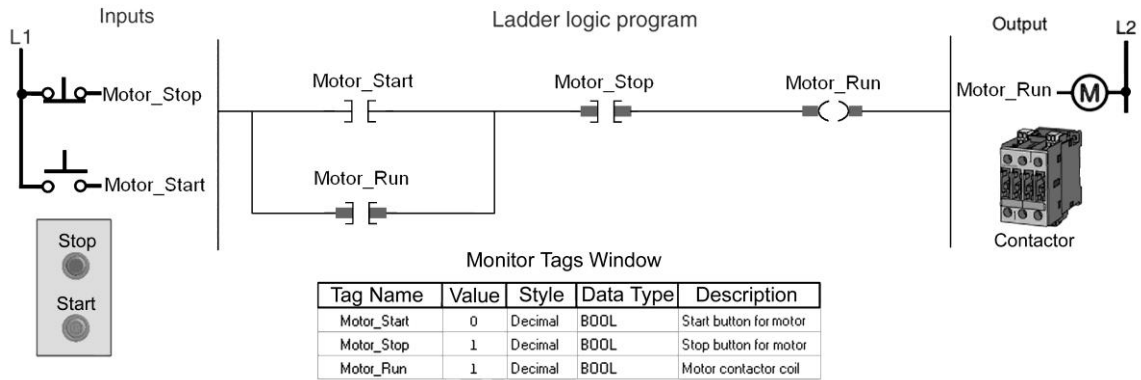 Inputs
Ladder logic program
Output
L1
L2
Motor_Stop
Motor_Start
Motor_Start
Motor_Stop
Motor_Run
Motor_Run
Motor_Run
M
Stop
Start
Contactor
Monitor Tags Window
Tag Name Value Style Data Type Description
Motor_Start 0 Decimal BOOL Start button for motor
Motor_Stop 1 Decimal BOOL Stop button for motor
Motor_Run 1 Decimal BOOL Motor contactor coil